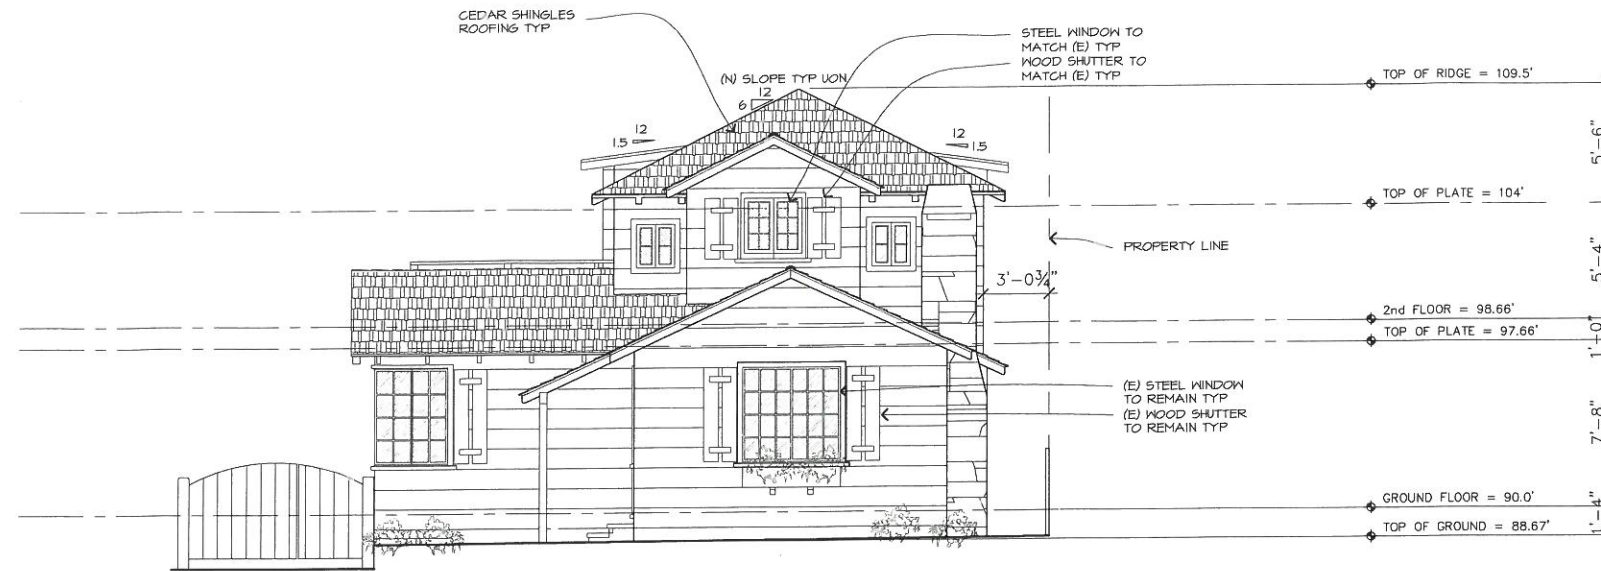 CEDAR SHINGLES
ROOFING TYP
STEEL WINDOW TO
MATCH (E) TYP
WOOD SHUTTER TO
MATCH (E) TYP
(N) SLOPE TYP UON
12
6
12
1.5
12
1.5
TOP OF RIDGE = 109.5'
5'-6"
TOP OF PLATE = 104'
PROPERTY LINE
5'-4"
3'-0¾"
2nd FLOOR = 98.66'
TOP OF PLATE = 97.66'
1'-0"
(E) STEEL WINDOW
TO REMAIN TYP
(E) WOOD SHUTTER
TO REMAIN TYP
7'-8"
GROUND FLOOR = 90.0'
TOP OF GROUND = 88.67'
1'-4"